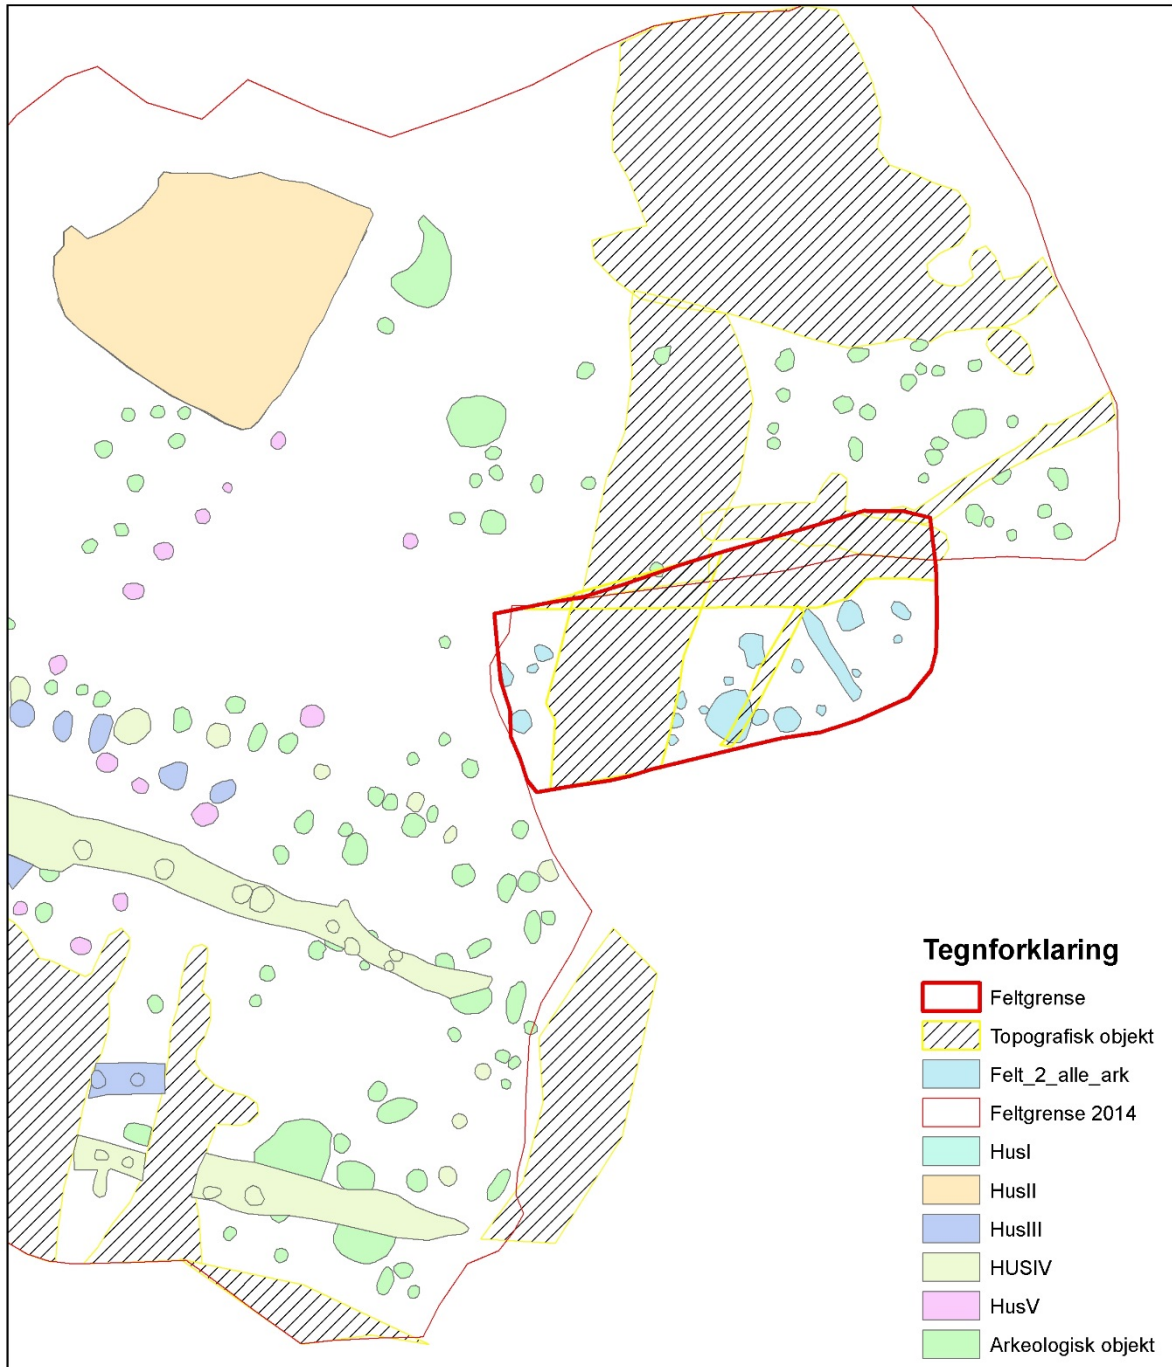 Tegnforklaring
Feltgrense
Topografisk objekt
Felt_2_alle_ark
Feltgrense 2014
HusI
HusII
HusIII
HUSIV
HusV
Arkeologisk objekt